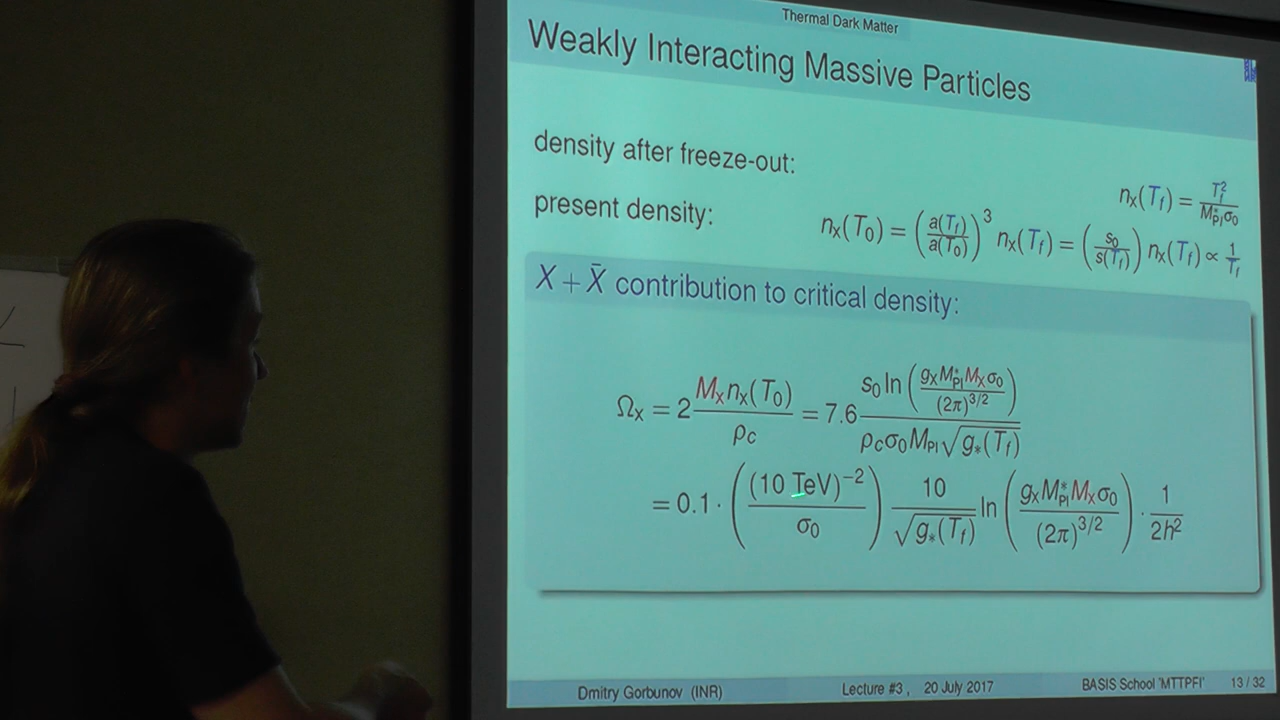 Thermal Dark Matter
Weakly Interacting Massive Particles
density after freeze-out: n_X(T_f) = T_f^2 / (M_Pl^* σ_0)
present density: n_X(T_0) = (a(T_f)/a(T_0))^3 n_X(T_f) = (s_0/s(T_f)) n_X(T_f) ∝ 1/T_f
X + X̄ contribution to critical density:
Ω_X = 2 M_X n_X(T_0) / ρ_c = 7.6 s_0 ln(g_X M_Pl^* M_X σ_0 / (2π)^{3/2}) / (ρ_c σ_0 M_Pl √g_*(T_f))
= 0.1 · ((10 TeV)^{-2} / σ_0) 10/√g_*(T_f) ln(g_X M_Pl^* M_X σ_0 / (2π)^{3/2}) · 1/(2h^2)
Dmitry Gorbunov (INR) Lecture #3, 20 July 2017 BASIS School 'MTTPFI' 13 / 32